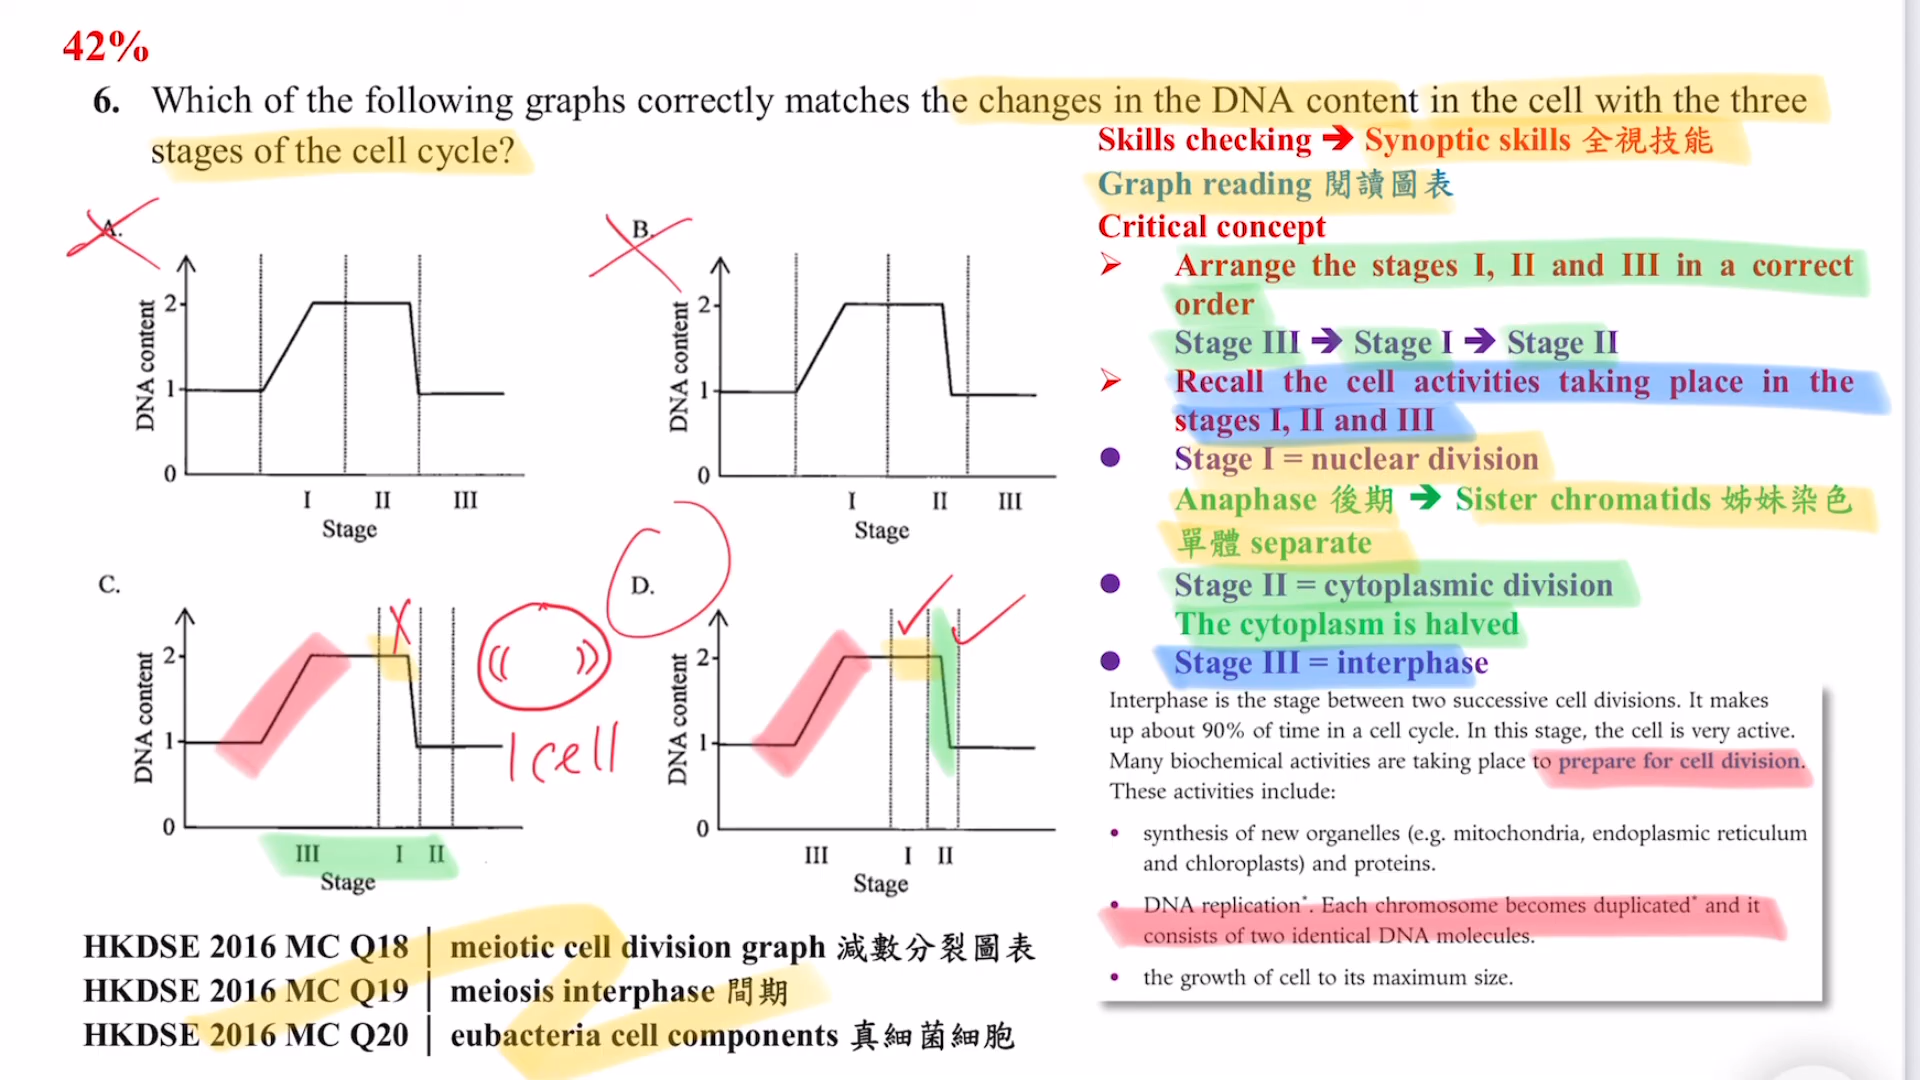 42%
6. Which of the following graphs correctly matches the changes in the DNA content in the cell with the three
stages of the cell cycle?
Skills checking ➔ Synoptic skills 全視技能
Graph reading 閱讀圖表
Critical concept
➢ Arrange the stages I, II and III in a correct
order
Stage III ➔ Stage I ➔ Stage II
➢ Recall the cell activities taking place in the
stages I, II and III
● Stage I = nuclear division
Anaphase 後期 ➔ Sister chromatids 姊妹染色
單體 separate
● Stage II = cytoplasmic division
The cytoplasm is halved
● Stage III = interphase
Interphase is the stage between two successive cell divisions. It makes
up about 90% of time in a cell cycle. In this stage, the cell is very active.
Many biochemical activities are taking place to prepare for cell division.
These activities include:
• synthesis of new organelles (e.g. mitochondria, endoplasmic reticulum
and chloroplasts) and proteins.
• DNA replication*. Each chromosome becomes duplicated* and it
consists of two identical DNA molecules.
• the growth of cell to its maximum size.
A.
DNA content
2
1
0
I II III
Stage
B.
DNA content
2
1
0
I II III
Stage
C.
DNA content
2
1
0
III I II
Stage
1 cell
D.
DNA content
2
1
0
III I II
Stage
HKDSE 2016 MC Q18 | meiotic cell division graph 減數分裂圖表
HKDSE 2016 MC Q19 | meiosis interphase 間期
HKDSE 2016 MC Q20 | eubacteria cell components 真細菌細胞